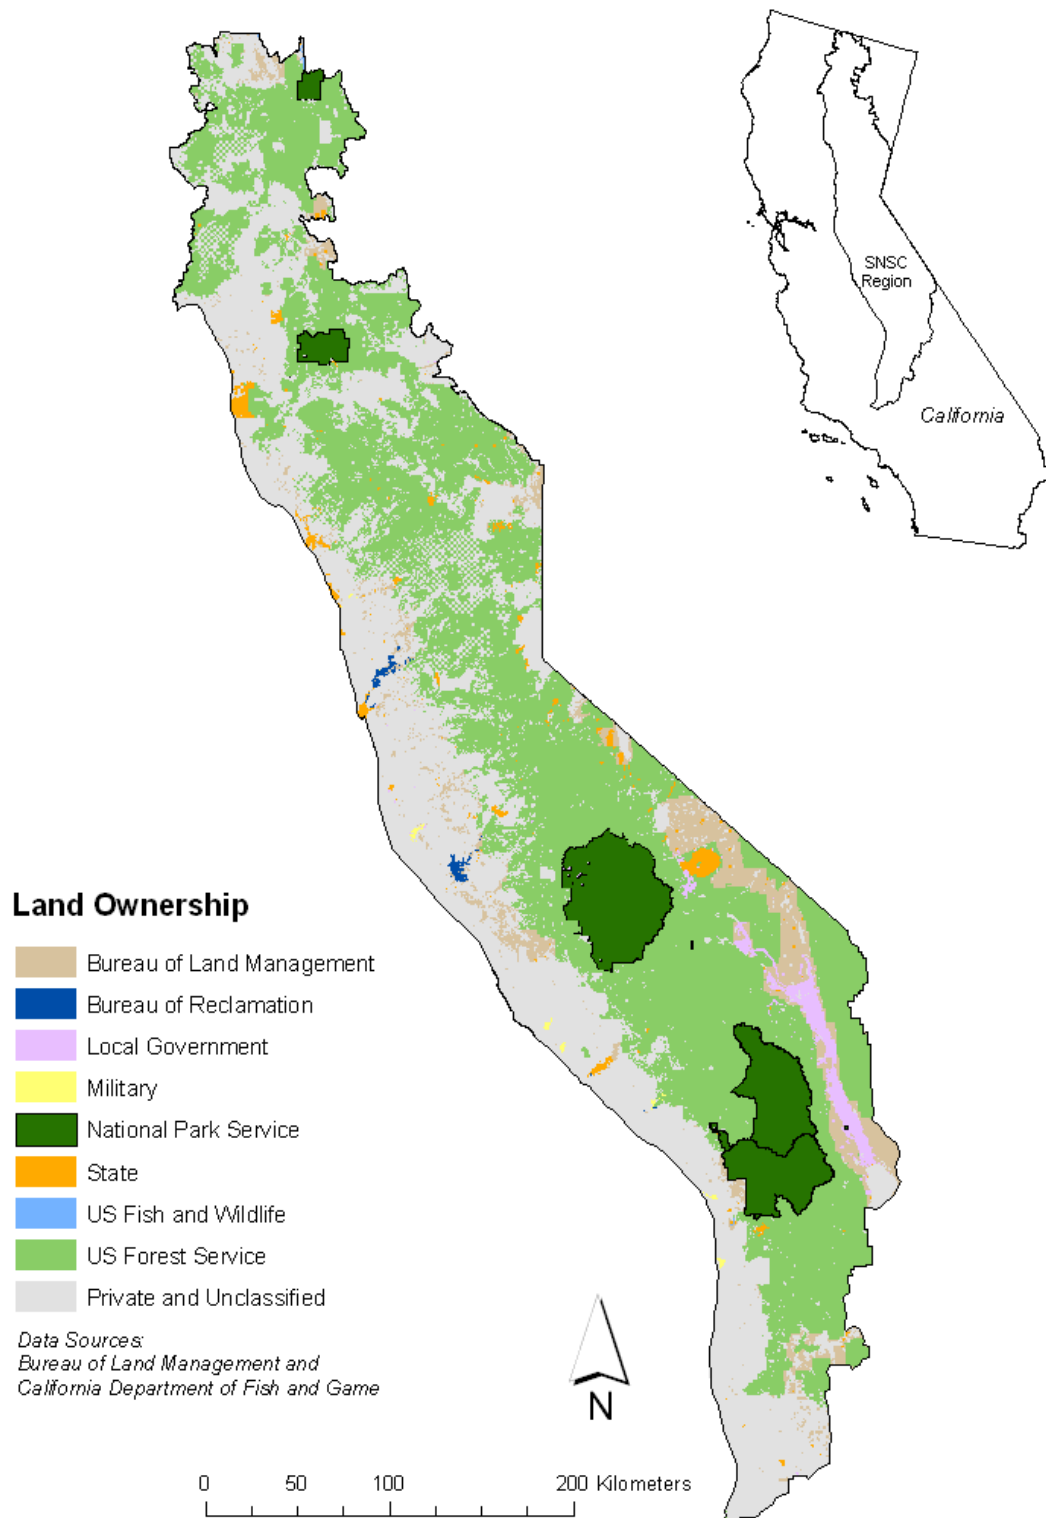 SNSC
Region
California
Land Ownership
Bureau of Land Management
Bureau of Reclamation
Local Government
Military
National Park Service
State
US Fish and Wildlife
US Forest Service
Private and Unclassified
Data Sources:
Bureau of Land Management and
California Department of Fish and Game
N
0 50 100 200 Kilometers